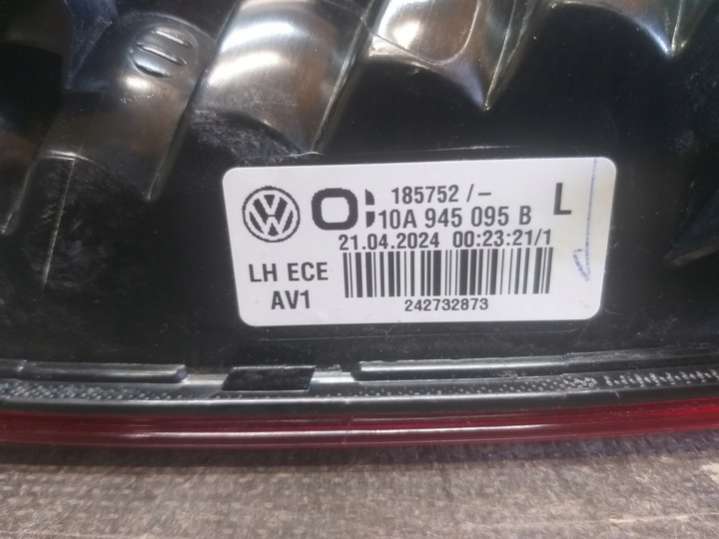 185752 /-
10A 945 095 B L
21.04.2024 00:23:21/1
LH ECE
AV1
242732873